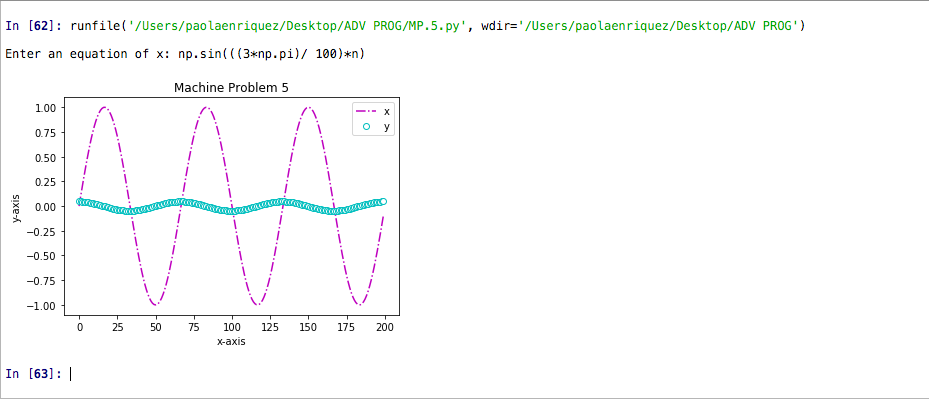 In [62]: runfile('/Users/paolaenriquez/Desktop/ADV PROG/MP.5.py', wdir='/Users/paolaenriquez/Desktop/ADV PROG')
Enter an equation of x: np.sin(((3*np.pi)/ 100)*n)
Machine Problem 5
x
y
1.00
0.75
0.50
0.25
0.00
−0.25
−0.50
−0.75
−1.00
y-axis
0 25 50 75 100 125 150 175 200
x-axis
In [63]: